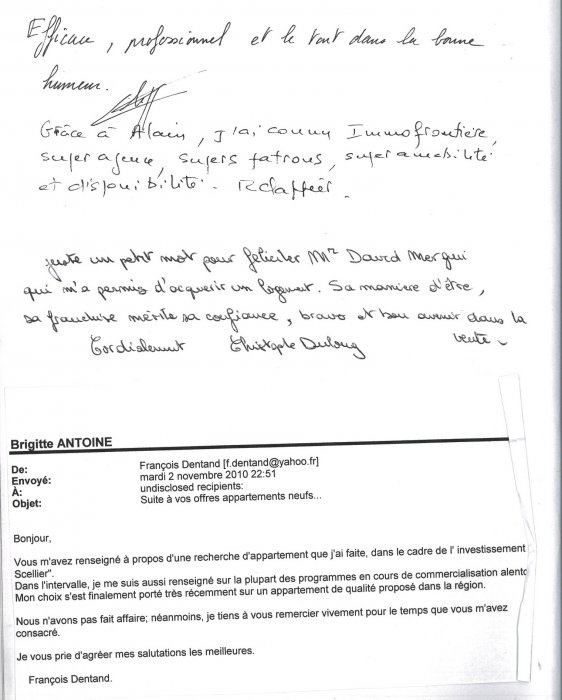 Efficace, professionnel et le tout dans la bonne
humeur.
Grâce à Alain, j'ai connu Immofrontière,
super agence, supers patrons, super amabilité
et disponibilité.
juste un petit mot pour féliciter Mr David Mergui
qui m'a permis d'acquerir un logement. Sa maniere d'être,
sa franchise mérite sa confiance, bravo et bon avenir dans la
vente
Cordialement Christophe
Brigitte ANTOINE
De: François Dentand [f.dentand@yahoo.fr]
Envoyé: mardi 2 novembre 2010 22:51
À: undisclosed recipients:
Objet: Suite à vos offres appartements neufs...
Bonjour,
Vous m'avez renseigné à propos d'une recherche d'appartement que j'ai faite, dans le cadre de l' investissement
Scellier".
Dans l'intervalle, je me suis aussi renseigné sur la plupart des programmes en cours de commercialisation alento
Mon choix s'est finalement porté très récemment sur un appartement de qualité proposé dans la région.
Nous n'avons pas fait affaire; néanmoins, je tiens à vous remercier vivement pour le temps que vous m'avez
consacré.
Je vous prie d'agréer mes salutations les meilleures.
François Dentand.